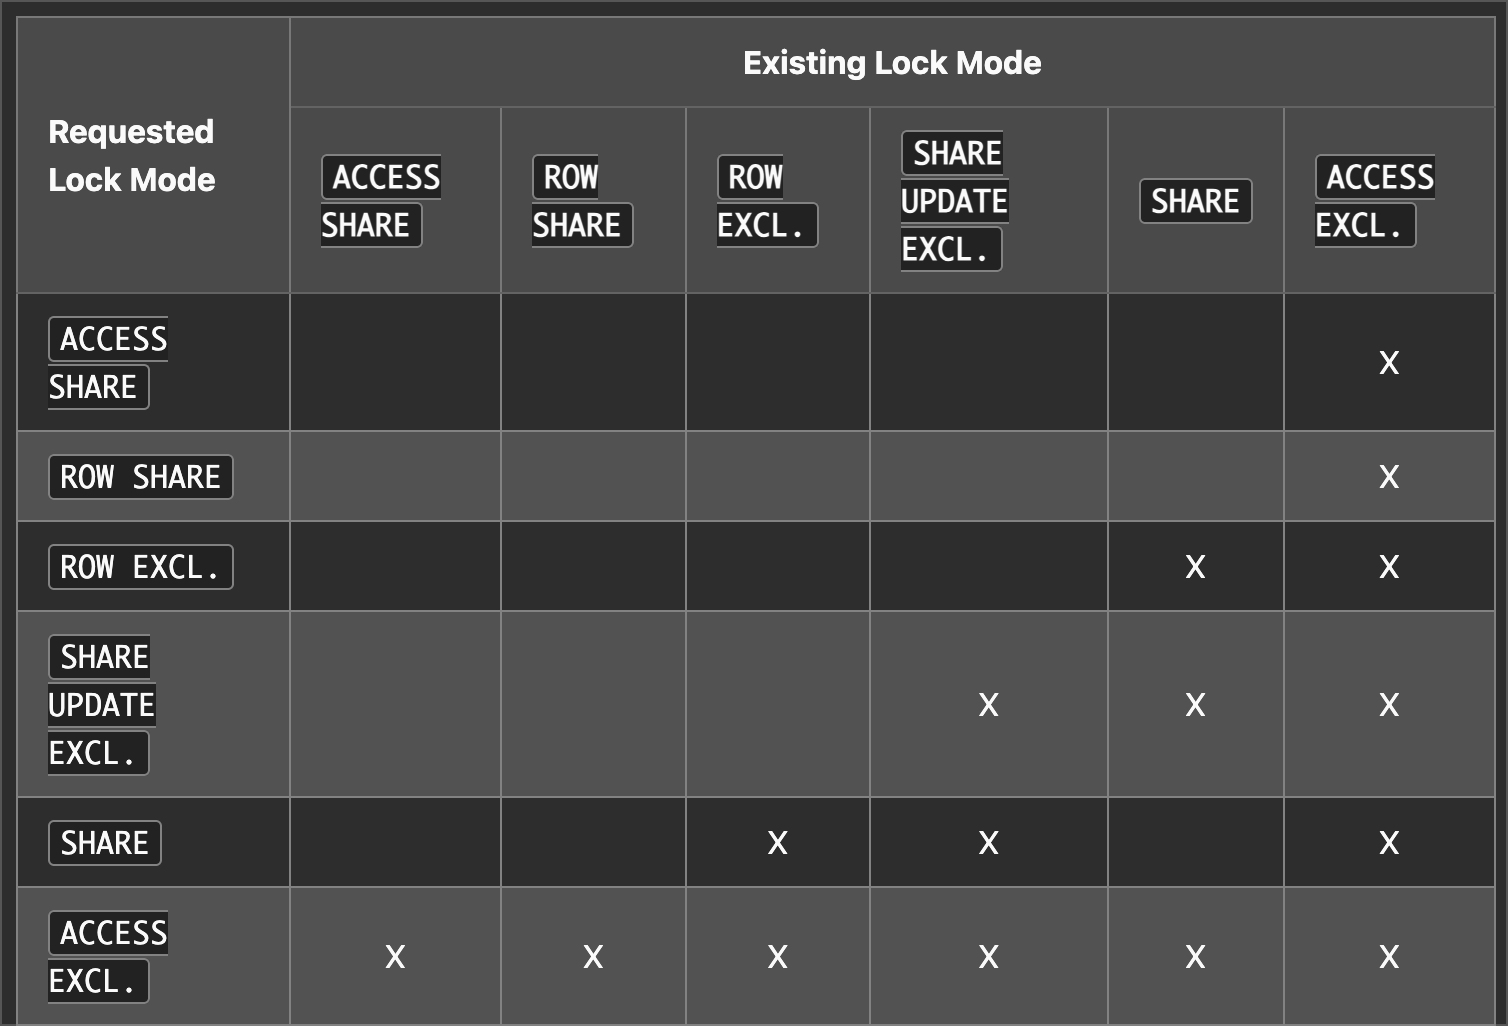 Existing Lock Mode
Requested
Lock Mode
ACCESS
SHARE
ROW
SHARE
ROW
EXCL.
SHARE
UPDATE
EXCL.
SHARE
ACCESS
EXCL.
ACCESS
SHARE
X
ROW SHARE
X
ROW EXCL.
X X
SHARE
UPDATE
EXCL.
X X X
SHARE
X X X
ACCESS
EXCL.
X X X X X X